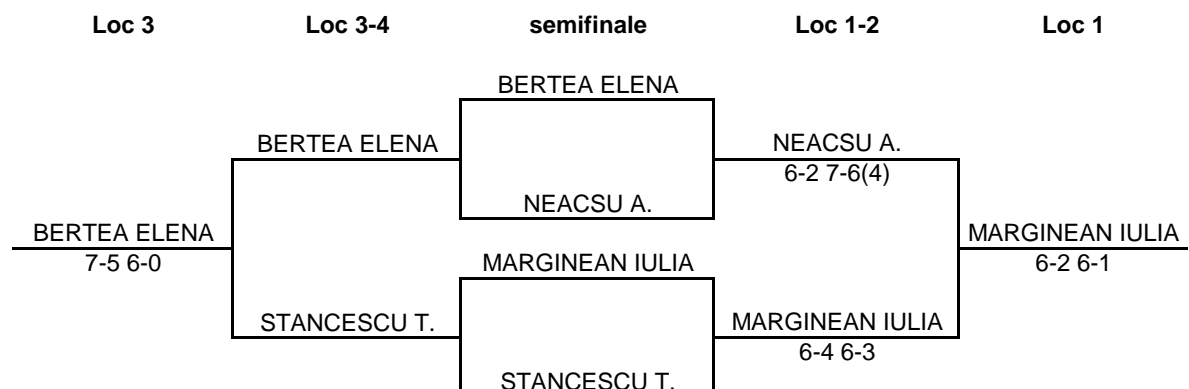 Loc 3 Loc 3-4 semifinale Loc 1-2 Loc 1
BERTEA ELENA
BERTEA ELENA NEACSU A.
6-2 7-6(4)
NEACSU A.
BERTEA ELENA MARGINEAN IULIA
7-5 6-0 MARGINEAN IULIA 6-2 6-1
STANCESCU T. MARGINEAN IULIA
6-4 6-3
STANCESCU T.